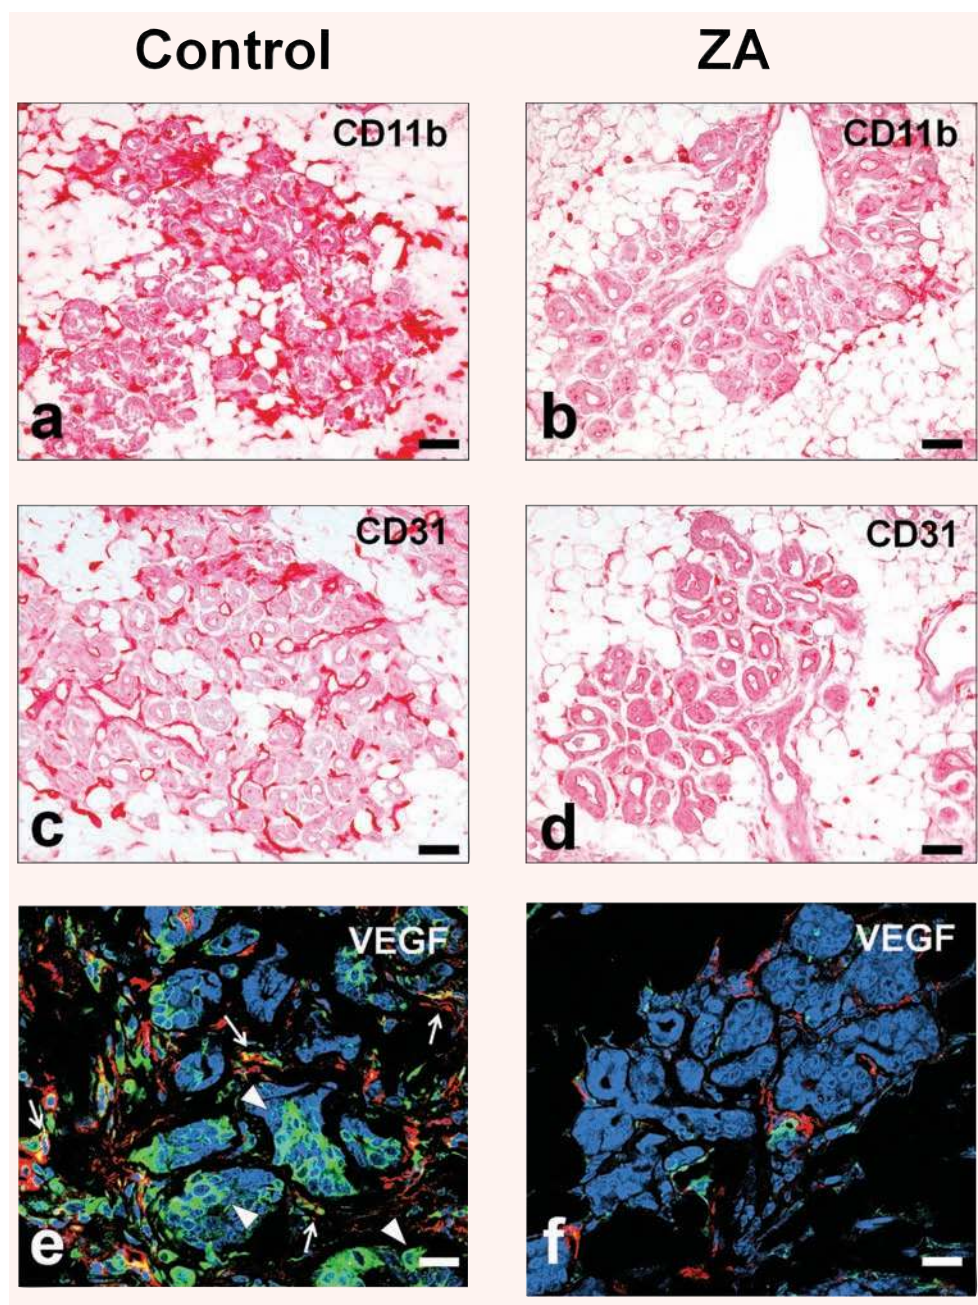 Control ZA
CD11b CD11b
a b
CD31 CD31
c d
VEGF VEGF
e f